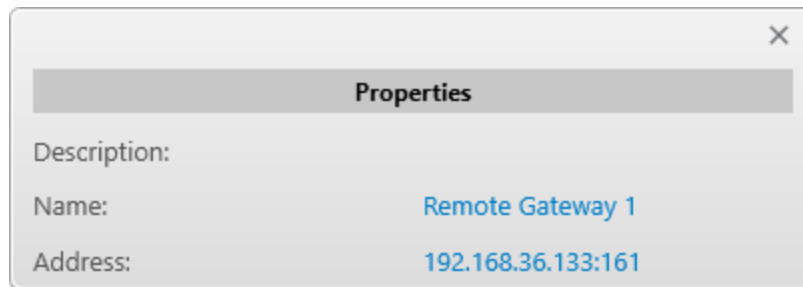 Properties
Description:
Name: Remote Gateway 1
Address: 192.168.36.133:161